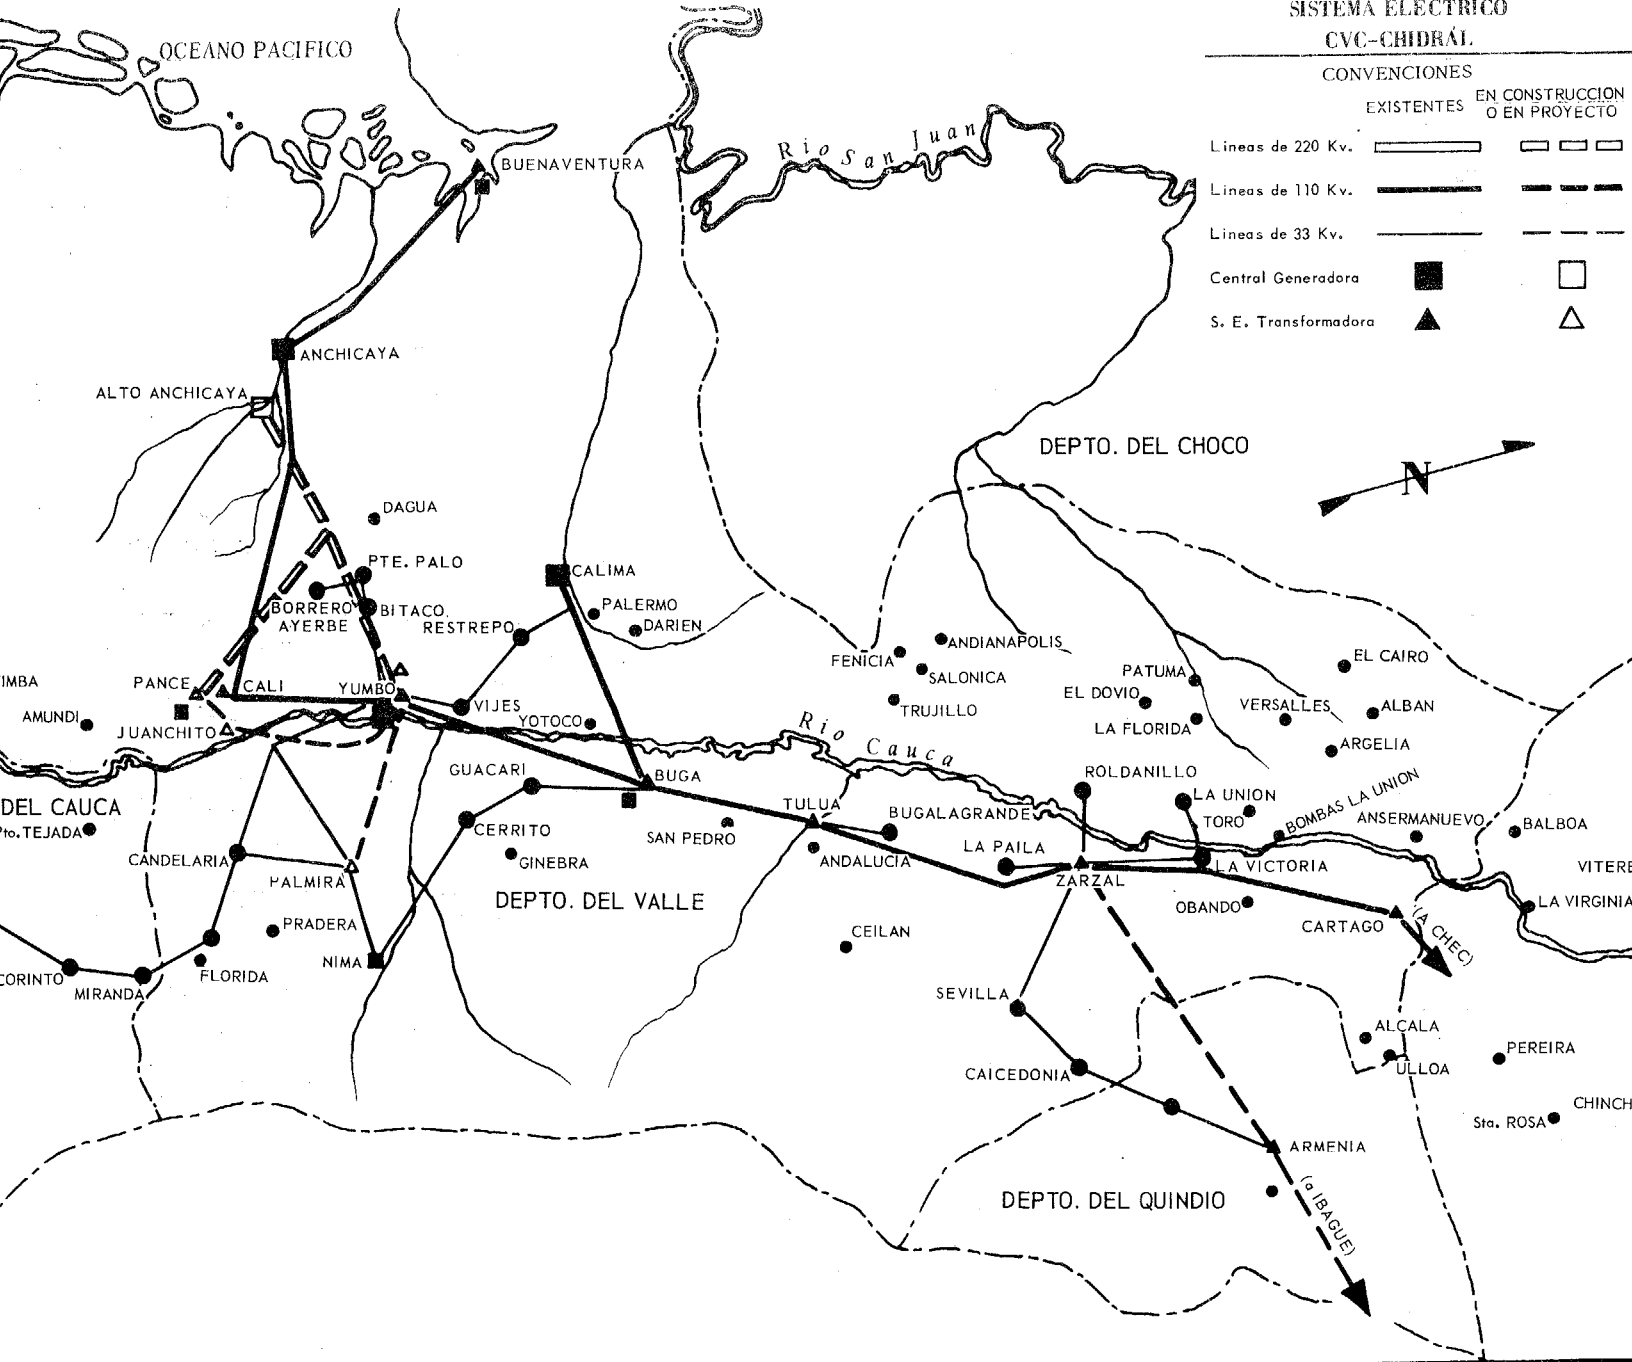 SISTEMA ELECTRICO
CVC-CHIDRÁL
CONVENCIONES
EXISTENTES
EN CONSTRUCCION
O EN PROYECTO
Lineas de 220 Kv.
Lineas de 110 Kv.
Lineas de 33 Kv.
Central Generadora
S. E. Transformadora
OCEANO PACIFICO
BUENAVENTURA
Rio San Juan
ANCHICAYA
ALTO ANCHICAYA
DEPTO. DEL CHOCO
N
DAGUA
PTE. PALO
CALIMA
BORRERO
AYERBE
BITACO
PALERMO
DARIEN
RESTREPO
ANDIANAPOLIS
FENICIA
SALONICA
EL CAIRO
PATUMA
EL DOVIO
TRUJILLO
LA FLORIDA
VERSALLES
ALBAN
ARGELIA
IMBA
PANCE
CALI
YUMBO
VIJES
YOTOCO
AMUNDI
JUANCHITO
Rio Cauca
GUACARI
BUGA
ROLDANILLO
LA UNION
TORO
BOMBAS LA UNION
ANSERMANUEVO
BALBOA
DEL CAUCA
Pto. TEJADA
TULUA
BUGALAGRANDE
CERRITO
SAN PEDRO
GINEBRA
ANDALUCIA
LA PAILA
ZARZAL
LA VICTORIA
VITERB
CANDELARIA
PALMIRA
DEPTO. DEL VALLE
OBANDO
CARTAGO
(A CHEC)
LA VIRGINIA
PRADERA
CEILAN
NIMA
CORINTO
MIRANDA
FLORIDA
SEVILLA
ALCALA
ULLOA
PEREIRA
CAICEDONIA
CHINCH
Sta. ROSA
ARMENIA
DEPTO. DEL QUINDIO
(a IBAGUE)